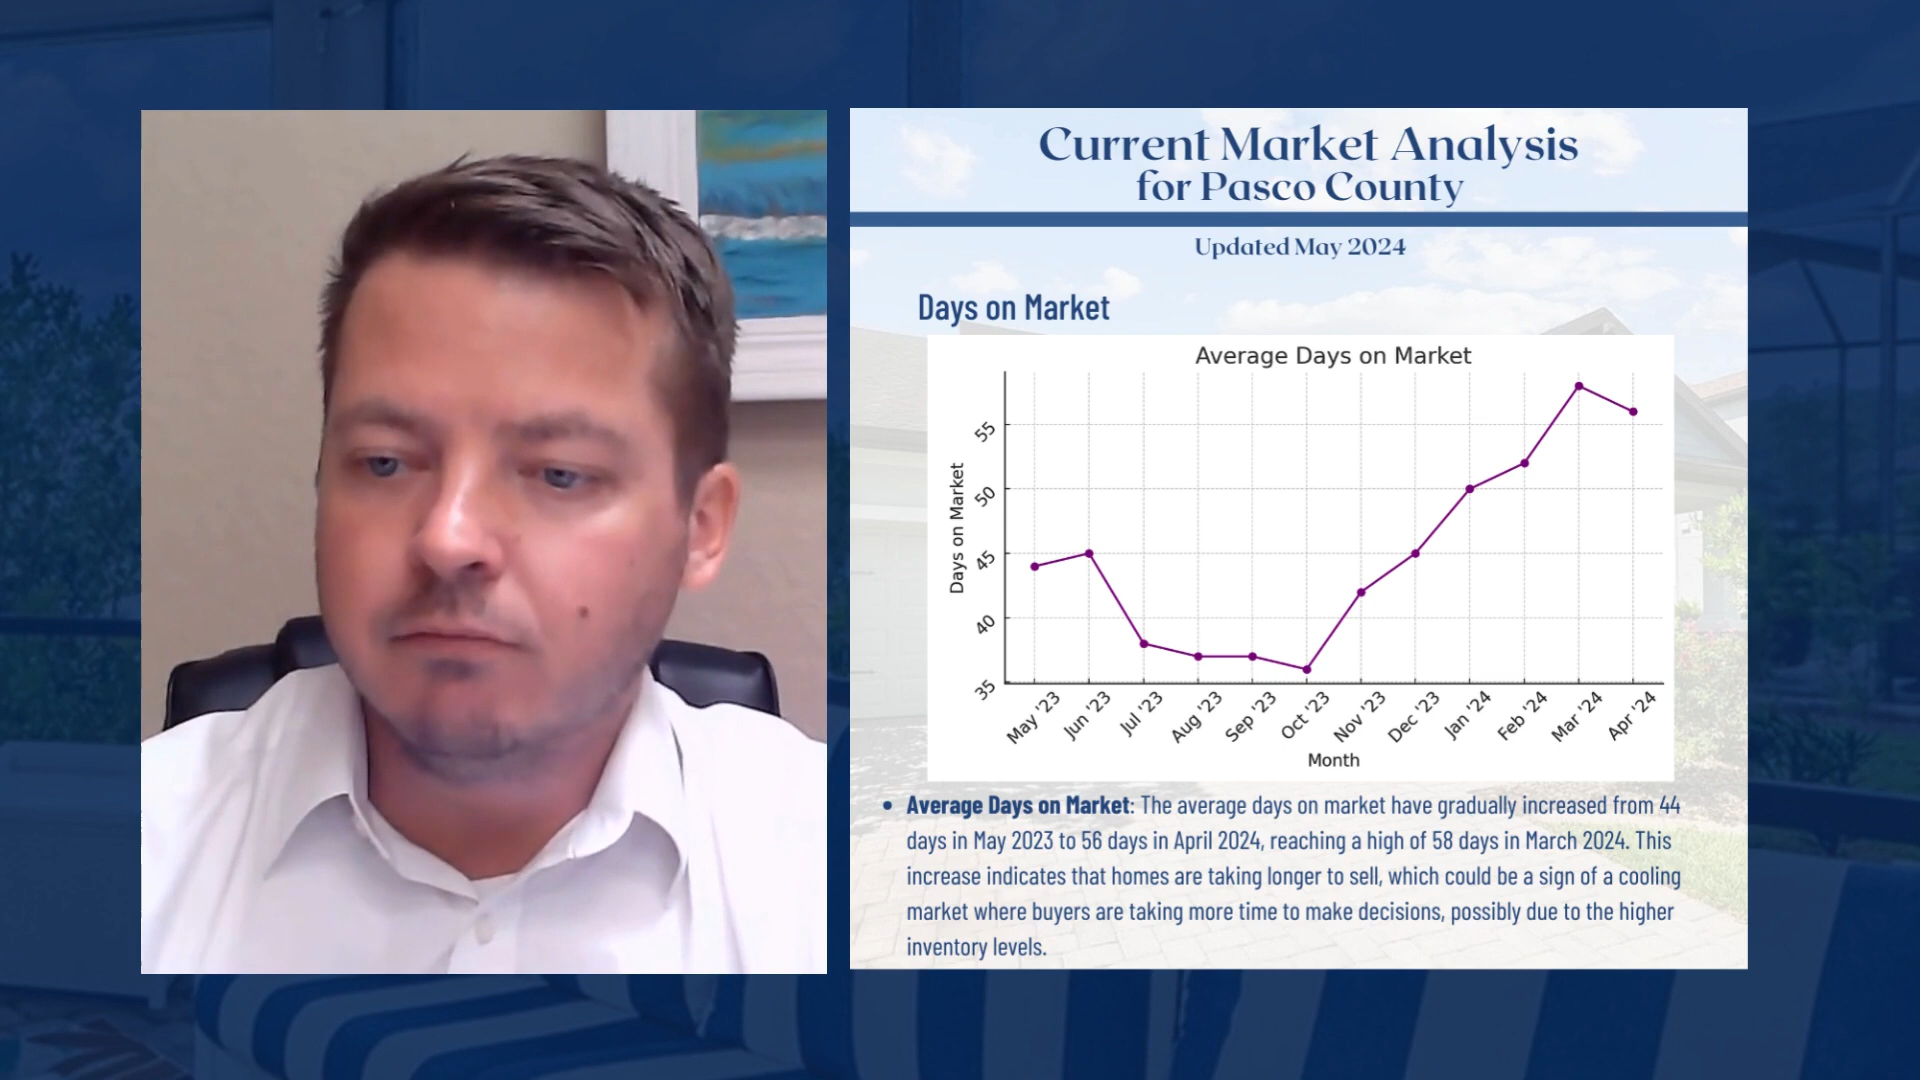 Current Market Analysis
for Pasco County
Updated May 2024
Days on Market
Average Days on Market
Days on Market
55
50
45
40
35
May '23
Jun '23
Jul '23
Aug '23
Sep '23
Oct '23
Nov '23
Dec '23
Jan '24
Feb '24
Mar '24
Apr '24
Month
• Average Days on Market: The average days on market have gradually increased from 44
days in May 2023 to 56 days in April 2024, reaching a high of 58 days in March 2024. This
increase indicates that homes are taking longer to sell, which could be a sign of a cooling
market where buyers are taking more time to make decisions, possibly due to the higher
inventory levels.